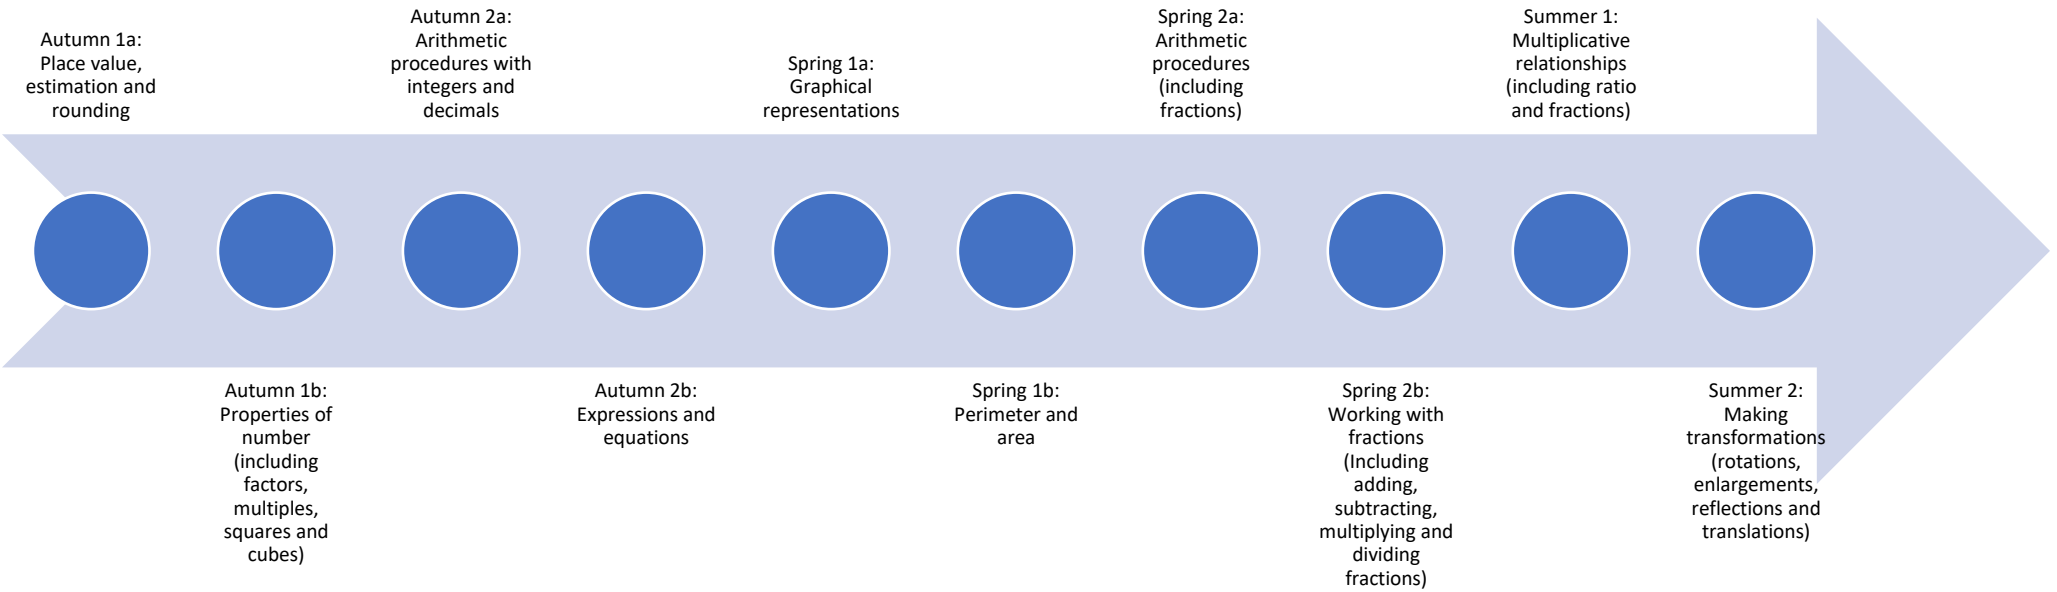 Autumn 1a:
Place value,
estimation and
rounding
Autumn 1b:
Properties of
number
(including
factors,
multiples,
squares and
cubes)
Autumn 2a:
Arithmetic
procedures with
integers and
decimals
Autumn 2b:
Expressions and
equations
Spring 1a:
Graphical
representations
Spring 1b:
Perimeter and
area
Spring 2a:
Arithmetic
procedures
(including
fractions)
Spring 2b:
Working with
fractions
(Including
adding,
subtracting,
multiplying and
dividing
fractions)
Summer 1:
Multiplicative
relationships
(including ratio
and fractions)
Summer 2:
Making
transformations
(rotations,
enlargements,
reflections and
translations)